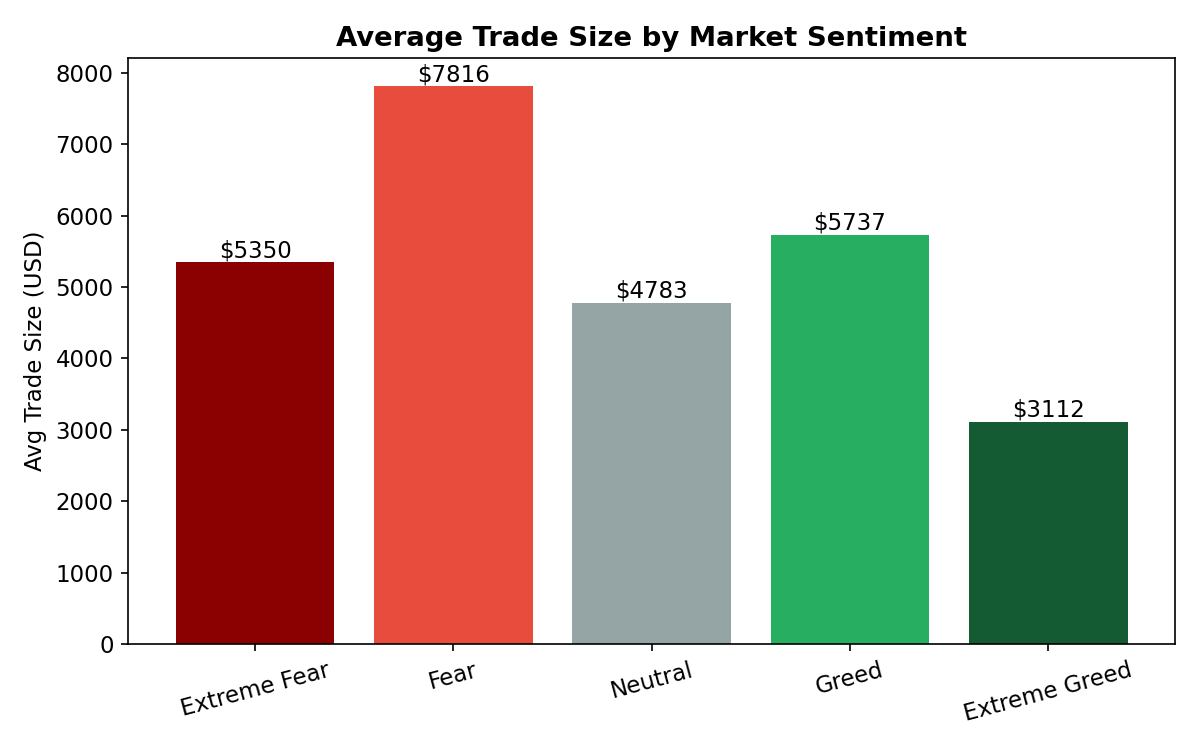 Average Trade Size by Market Sentiment
Avg Trade Size (USD)
8000
7000
6000
5000
4000
3000
2000
1000
0
$5350
$7816
$4783
$5737
$3112
Extreme Fear
Fear
Neutral
Greed
Extreme Greed